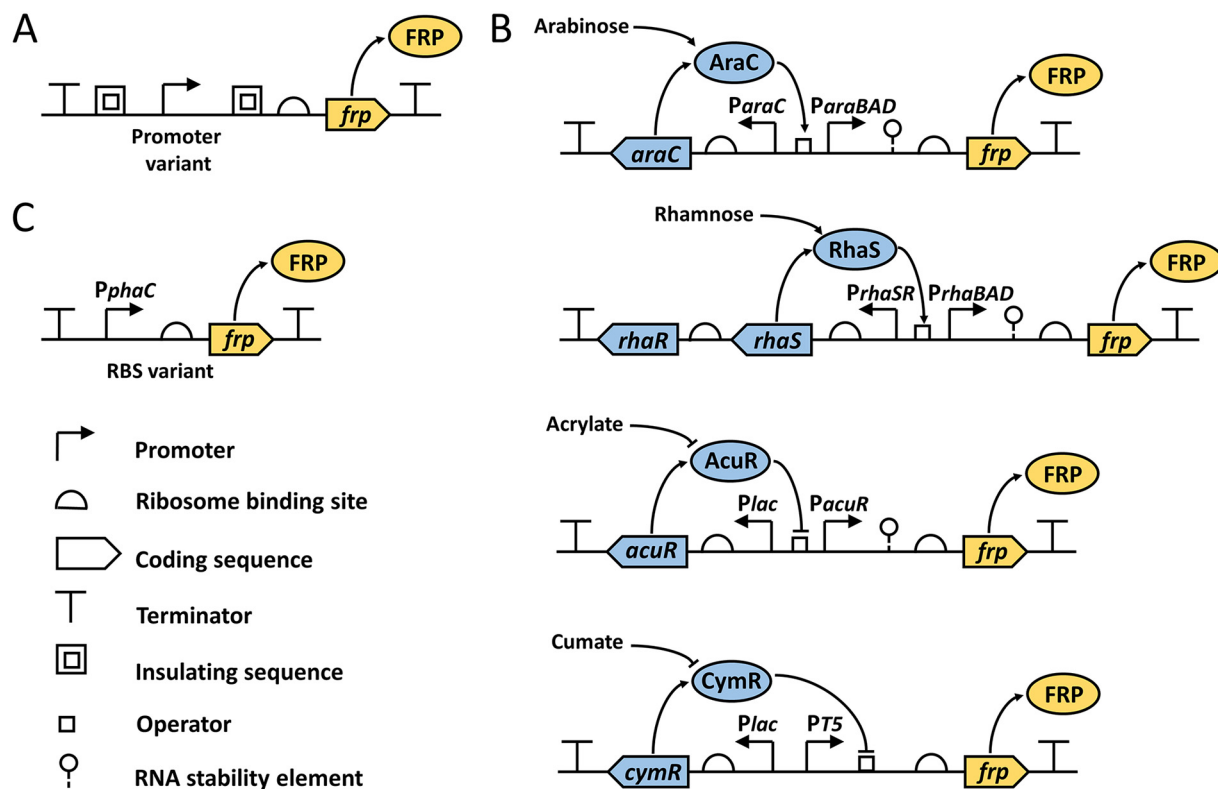 A
FRP
frp
Promoter
variant
B
Arabinose
AraC
FRP
ParaC
ParaBAD
araC
frp
Rhamnose
RhaS
FRP
PrhaSR
PrhaBAD
rhaR
rhaS
frp
Acrylate
AcuR
FRP
Plac
PacuR
acuR
frp
Cumate
CymR
FRP
Plac
PT5
cymR
frp
C
FRP
PphaC
frp
RBS variant
Promoter
Ribosome binding site
Coding sequence
Terminator
Insulating sequence
Operator
RNA stability element